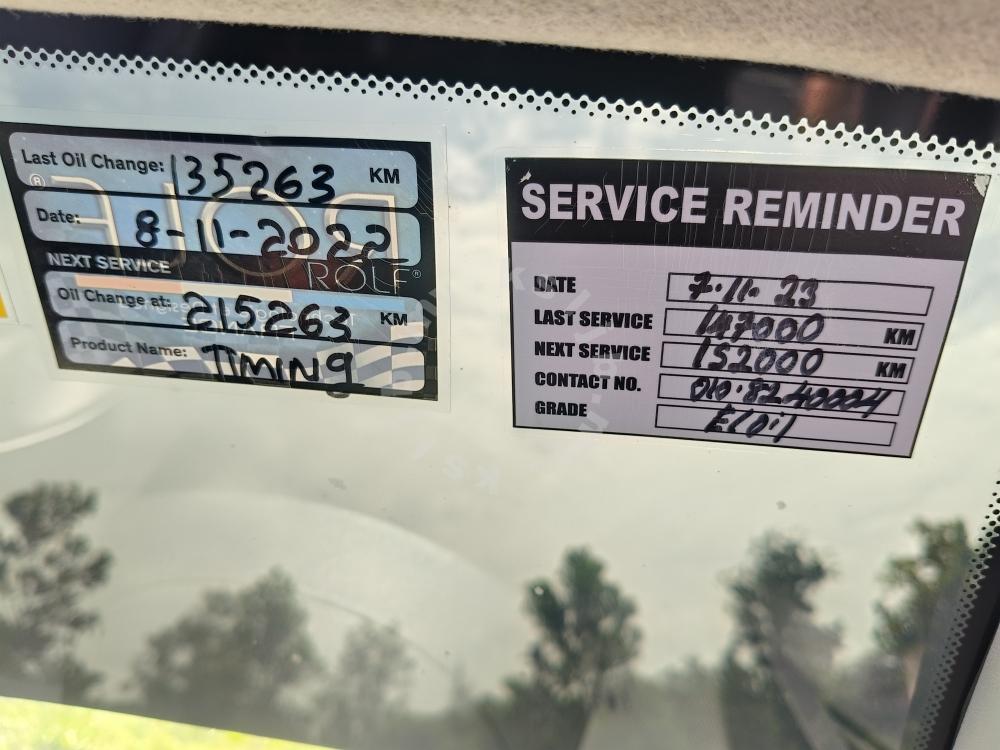 Last Oil Change: 135263 KM
Date: 8-11-2022
ROLF®
NEXT SERVICE
Oil Change at: 215263 KM
Product Name: TIMING
SERVICE REMINDER
DATE 7.11.23
LAST SERVICE 147000 KM
NEXT SERVICE 152000 KM
CONTACT NO. 010.8240004
GRADE